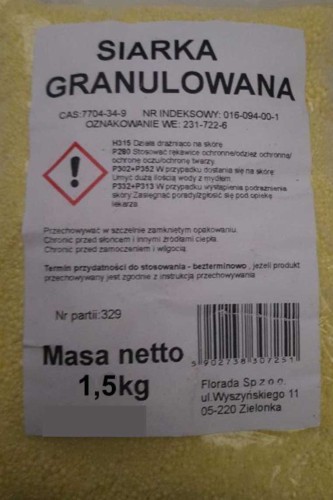 SIARKA
GRANULOWANA
CAS:7704-34-9 NR INDEKSOWY: 016-094-00-1
OZNAKOWANIE WE: 231-722-6
H315 Działa drażniąco na skórę
P280 Stosować rękawice ochronne/odzież ochronną/
ochronę oczu/ochronę twarzy.
P302+P352 W przypadku dostania się na skórę:
Umyć dużą ilością wody z mydłem.
P332+P313 W przypadku wystąpienia podrażnienia
skóry:Zasięgnąć porady/zgłosić się pod opiekę
lekarza.
Przechowywać w szczelnie zamkniętym opakowaniu.
Chronić przed słońcem i innymi źródłami ciepła.
Chronić przed zamoczeniem i wilgocią.
Termin przydatności do stosowania - bezterminowo , jeżeli produkt
przechowywany jest zgodnie z instrukcją przechowywania
Nr partii:329
Masa netto
1,5kg
5 902738 307251
Florada Sp z o.o.
ul.Wyszyńskiego 11
05-220 Zielonka